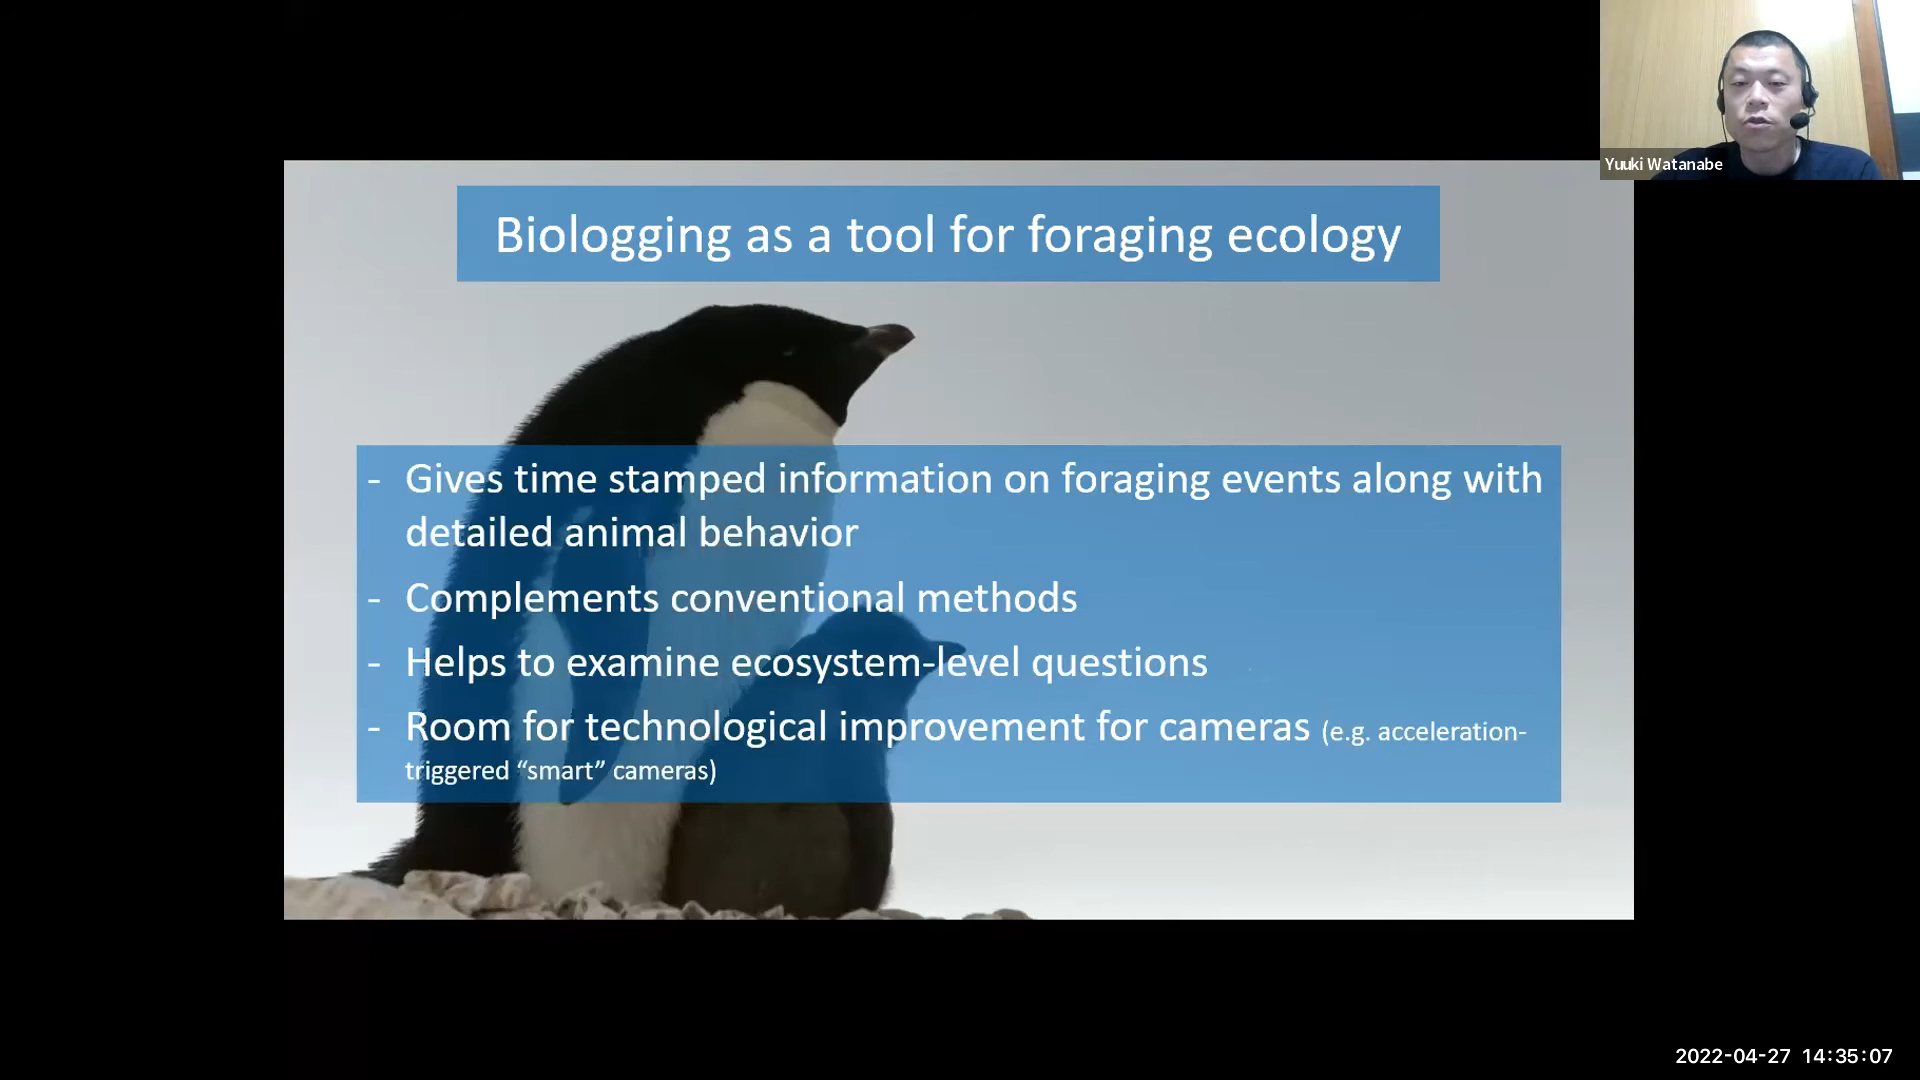 Yuuki Watanabe
Biologging as a tool for foraging ecology
- Gives time stamped information on foraging events along with
detailed animal behavior
- Complements conventional methods
- Helps to examine ecosystem-level questions
- Room for technological improvement for cameras (e.g. acceleration-
triggered “smart” cameras)
2022-04-27 14:35:07